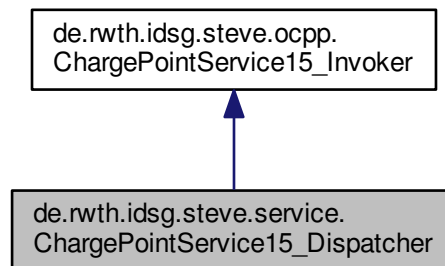 de.rwth.idsg.steve.ocpp.
ChargePointService15_Invoker
de.rwth.idsg.steve.service.
ChargePointService15_Dispatcher